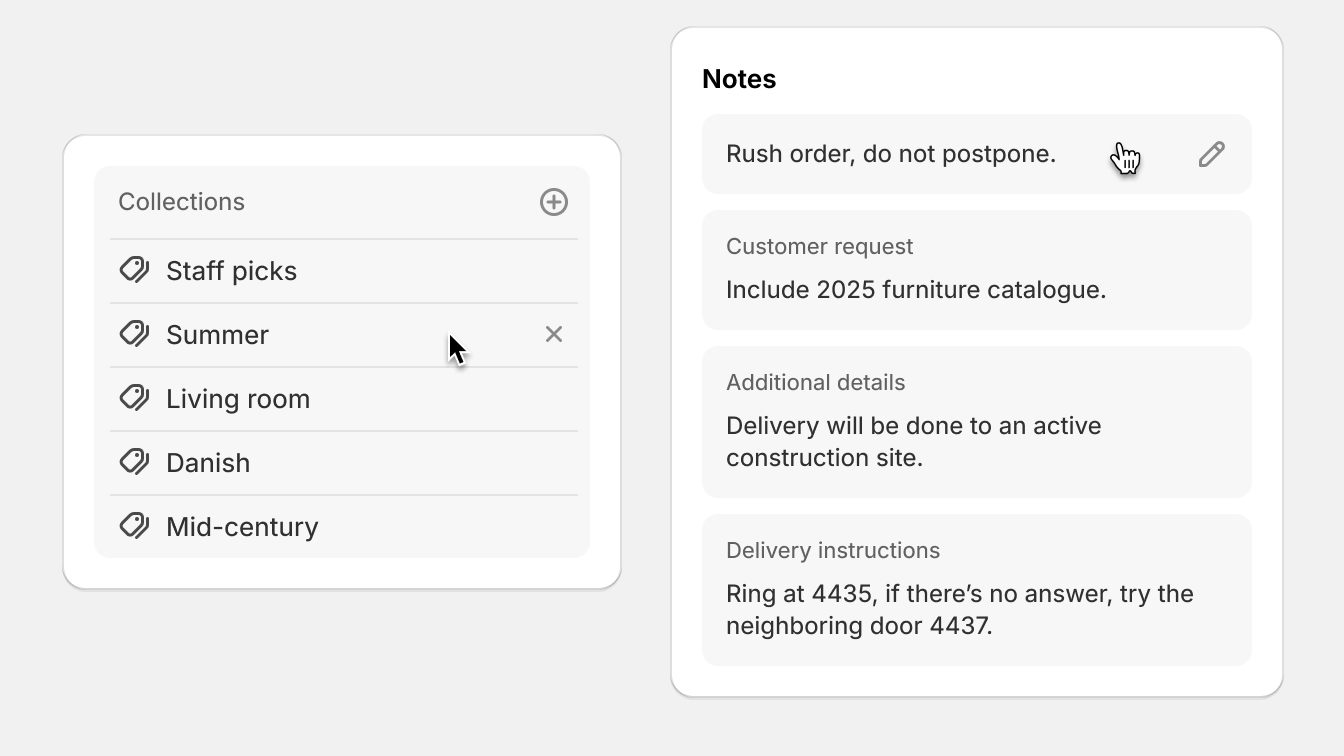 Collections
Staff picks
Summer
Living room
Danish
Mid-century
Notes
Rush order, do not postpone.
Customer request
Include 2025 furniture catalogue.
Additional details
Delivery will be done to an active
construction site.
Delivery instructions
Ring at 4435, if there’s no answer, try the
neighboring door 4437.